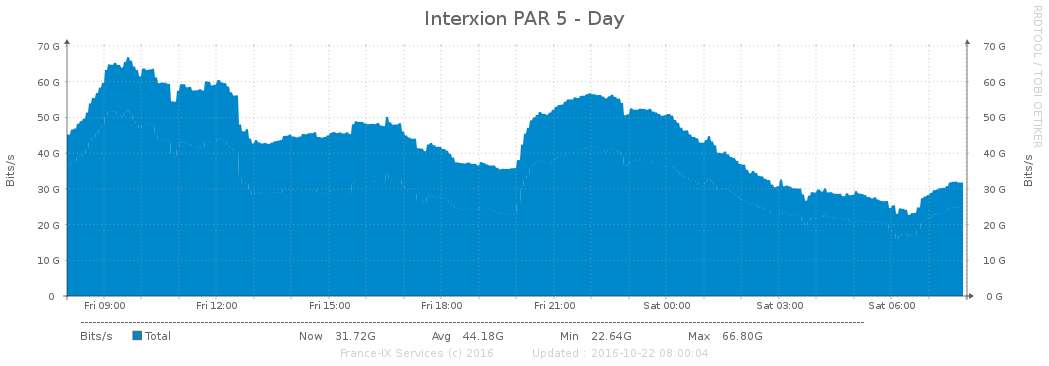 Interxion PAR 5 - Day
RRDTOOL / TOBI OETIKER
Bits/s
70 G
60 G
50 G
40 G
30 G
20 G
10 G
0
70 G
60 G
50 G
40 G
30 G
20 G
10 G
0 G
Bits/s
Fri 09:00 Fri 12:00 Fri 15:00 Fri 18:00 Fri 21:00 Sat 00:00 Sat 03:00 Sat 06:00
Bits/s Total Now 31.72G Avg 44.18G Min 22.64G Max 66.80G
France-IX Services (c) 2016 Updated : 2016-10-22 08:00:04